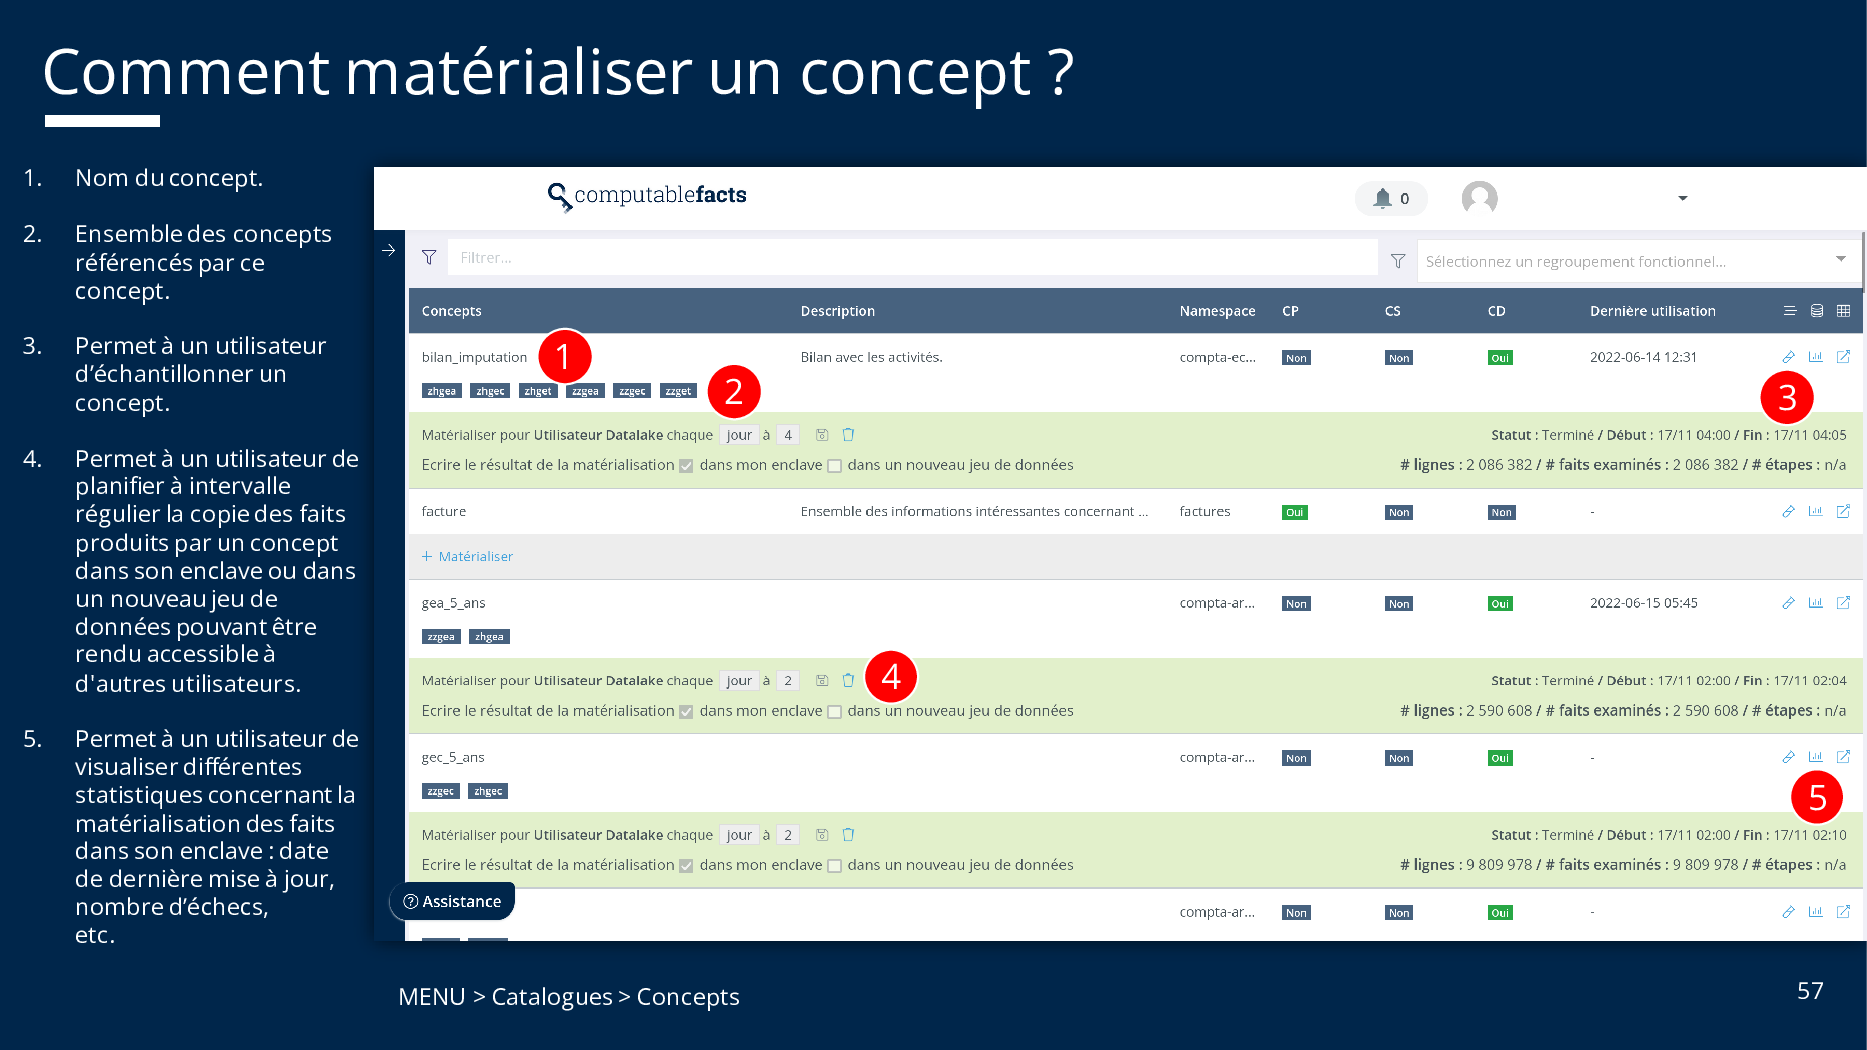 Comment matérialiser un concept ?
1. Nom du concept.
2. Ensemble des concepts
référencés par ce
concept.
3. Permet à un utilisateur
d’échantillonner un
concept.
4. Permet à un utilisateur de
planifier à intervalle
régulier la copie des faits
produits par un concept
dans son enclave ou dans
un nouveau jeu de
données pouvant être
rendu accessible à
d'autres utilisateurs.
5. Permet à un utilisateur de
visualiser différentes
statistiques concernant la
matérialisation des faits
dans son enclave : date
de dernière mise à jour,
nombre d’échecs,
etc.
computablefacts
0
Filtrer...
Sélectionnez un regroupement fonctionnel...
Concepts Description Namespace CP CS CD Dernière utilisation
bilan_imputation 1 Bilan avec les activités. compta-ec... Non Non Oui 2022-06-14 12:31
zhgea zhgec zhget zzgea zzgec zzget 2 3
Matérialiser pour Utilisateur Datalake chaque jour à 4 Statut : Terminé / Début : 17/11 04:00 / Fin : 17/11 04:05
Ecrire le résultat de la matérialisation dans mon enclave dans un nouveau jeu de données # lignes : 2 086 382 / # faits examinés : 2 086 382 / # étapes : n/a
facture Ensemble des informations intéressantes concernant ... factures Oui Non Non -
+ Matérialiser
gea_5_ans compta-ar... Non Non Oui 2022-06-15 05:45
zzgea zhgea
Matérialiser pour Utilisateur Datalake chaque jour à 2 4 Statut : Terminé / Début : 17/11 02:00 / Fin : 17/11 02:04
Ecrire le résultat de la matérialisation dans mon enclave dans un nouveau jeu de données # lignes : 2 590 608 / # faits examinés : 2 590 608 / # étapes : n/a
gec_5_ans compta-ar... Non Non Oui -
zzgec zhgec 5
Matérialiser pour Utilisateur Datalake chaque jour à 2 Statut : Terminé / Début : 17/11 02:00 / Fin : 17/11 02:10
Ecrire le résultat de la matérialisation dans mon enclave dans un nouveau jeu de données # lignes : 9 809 978 / # faits examinés : 9 809 978 / # étapes : n/a
Assistance
compta-ar... Non Non Oui -
MENU > Catalogues > Concepts
57